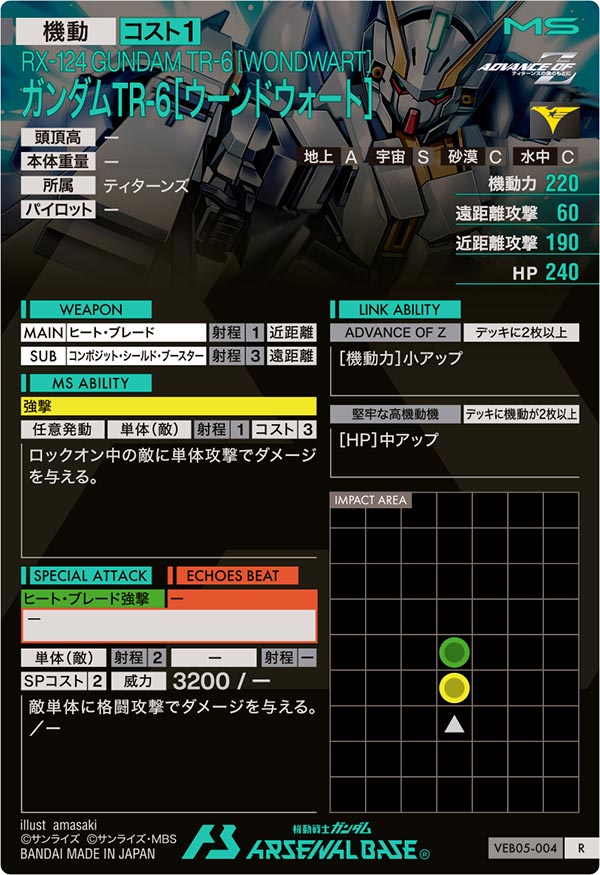 機動 コスト1
MS
RX-124 GUNDAM TR-6 [WONDWART]
ガンダムTR-6[ウーンドウォート]
ADVANCE OF Z
ティターンズの旗のもとに
頭頂高 —
本体重量 —
所属 ティターンズ
パイロット —
地上 A 宇宙 S 砂漠 C 水中 C
機動力 220
遠距離攻撃 60
近距離攻撃 190
HP 240
WEAPON
MAIN ヒート・ブレード 射程 1 近距離
SUB コンポジット・シールド・ブースター 射程 3 遠距離
MS ABILITY
強撃
任意発動 単体(敵) 射程 1 コスト 3
ロックオン中の敵に単体攻撃でダメージ
を与える。
SPECIAL ATTACK ECHOES BEAT
ヒート・ブレード強撃 —
—
単体(敵) 射程 2 — 射程 —
SPコスト 2 威力 3200 / —
敵単体に格闘攻撃でダメージを与える。
/—
LINK ABILITY
ADVANCE OF Z デッキに2枚以上
[機動力]小アップ
堅牢な高機動機 デッキに機動が2枚以上
[HP]中アップ
IMPACT AREA
illust amasaki
©サンライズ ©サンライズ・MBS
BANDAI MADE IN JAPAN
機動戦士ガンダム
AB ARSENAL BASE®
VEB05-004 R